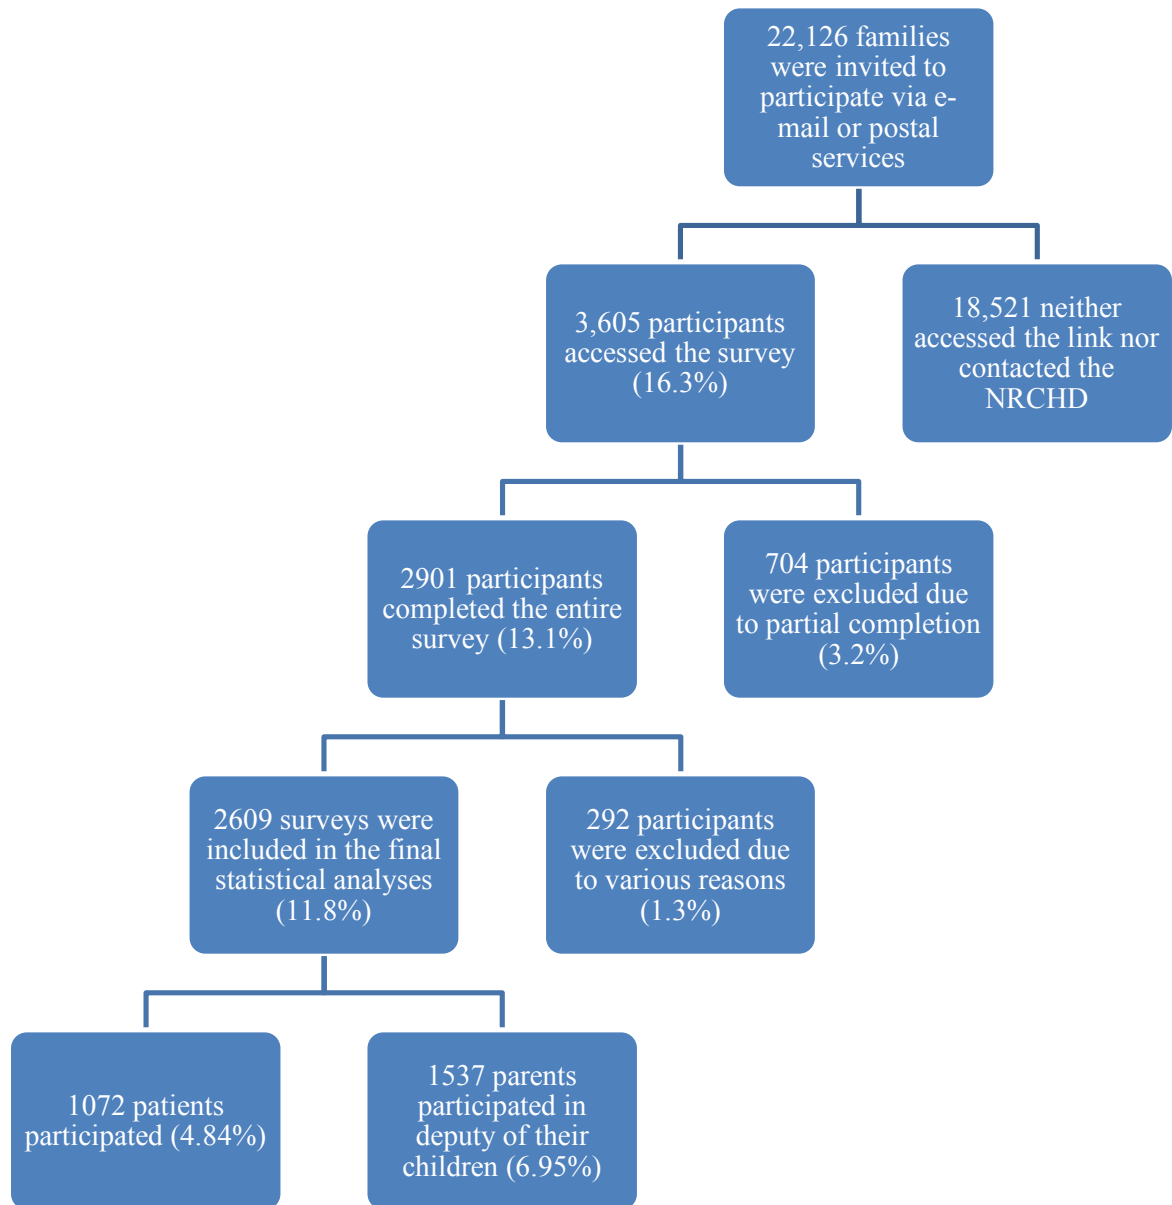 22,126 families
were invited to
participate via e-
mail or postal
services
3,605 participants
accessed the survey
(16.3%)
18,521 neither
accessed the link nor
contacted the
NRCHD
2901 participants
completed the entire
survey (13.1%)
704 participants
were excluded due
to partial completion
(3.2%)
2609 surveys were
included in the final
statistical analyses
(11.8%)
292 participants
were excluded due
to various reasons
(1.3%)
1072 patients
participated (4.84%)
1537 parents
participated in
deputy of their
children (6.95%)